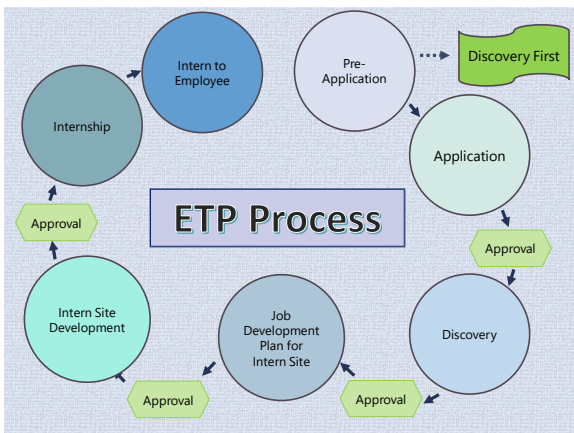 Pre-
Application
Discovery First
Application
Approval
Discovery
Approval
Job
Development
Plan for
Intern Site
Approval
Intern Site
Development
Approval
Internship
Intern to
Employee
ETP Process